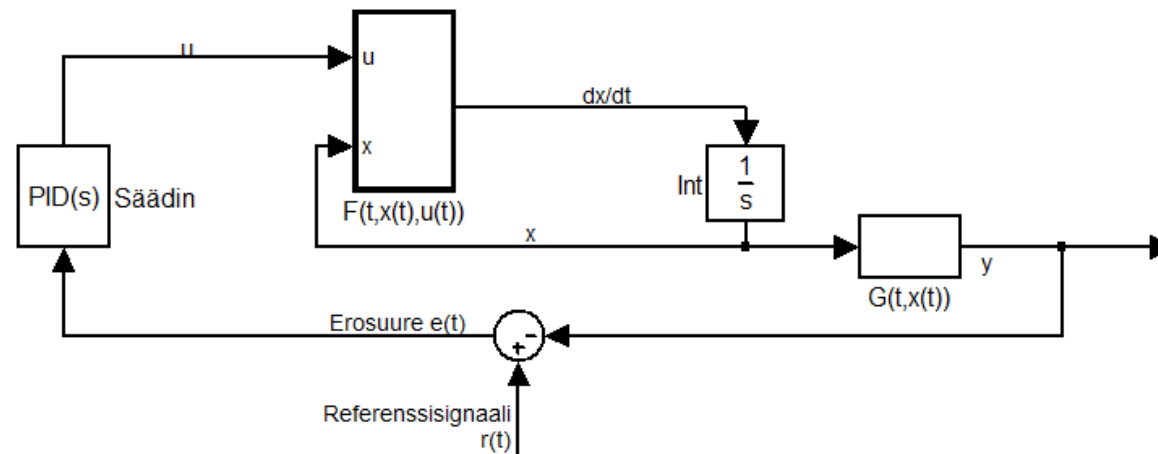 u
u
dx/dt
x
PID(s)
Säädin
Int
1
s
F(t,x(t),u(t))
x
y
G(t,x(t))
Erosuure e(t)
-
+
Referenssisignaali
r(t)